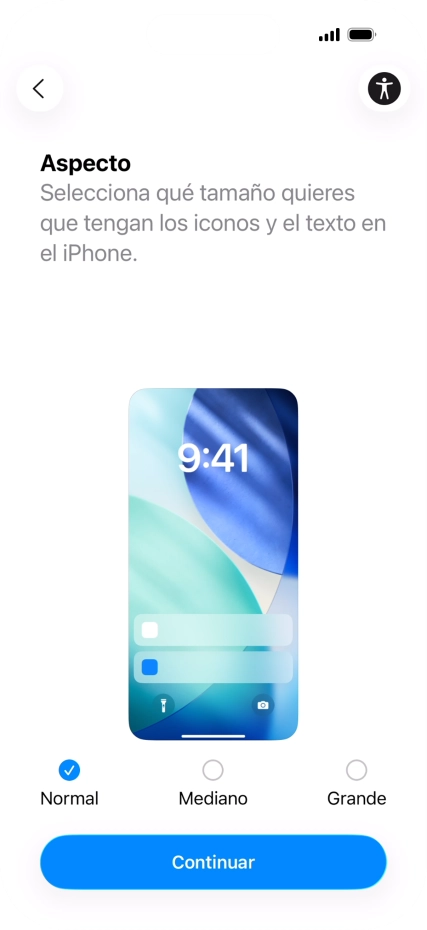 Aspecto
Selecciona qué tamaño quieres
que tengan los iconos y el texto en
el iPhone.
9:41
Normal
Mediano
Grande
Continuar